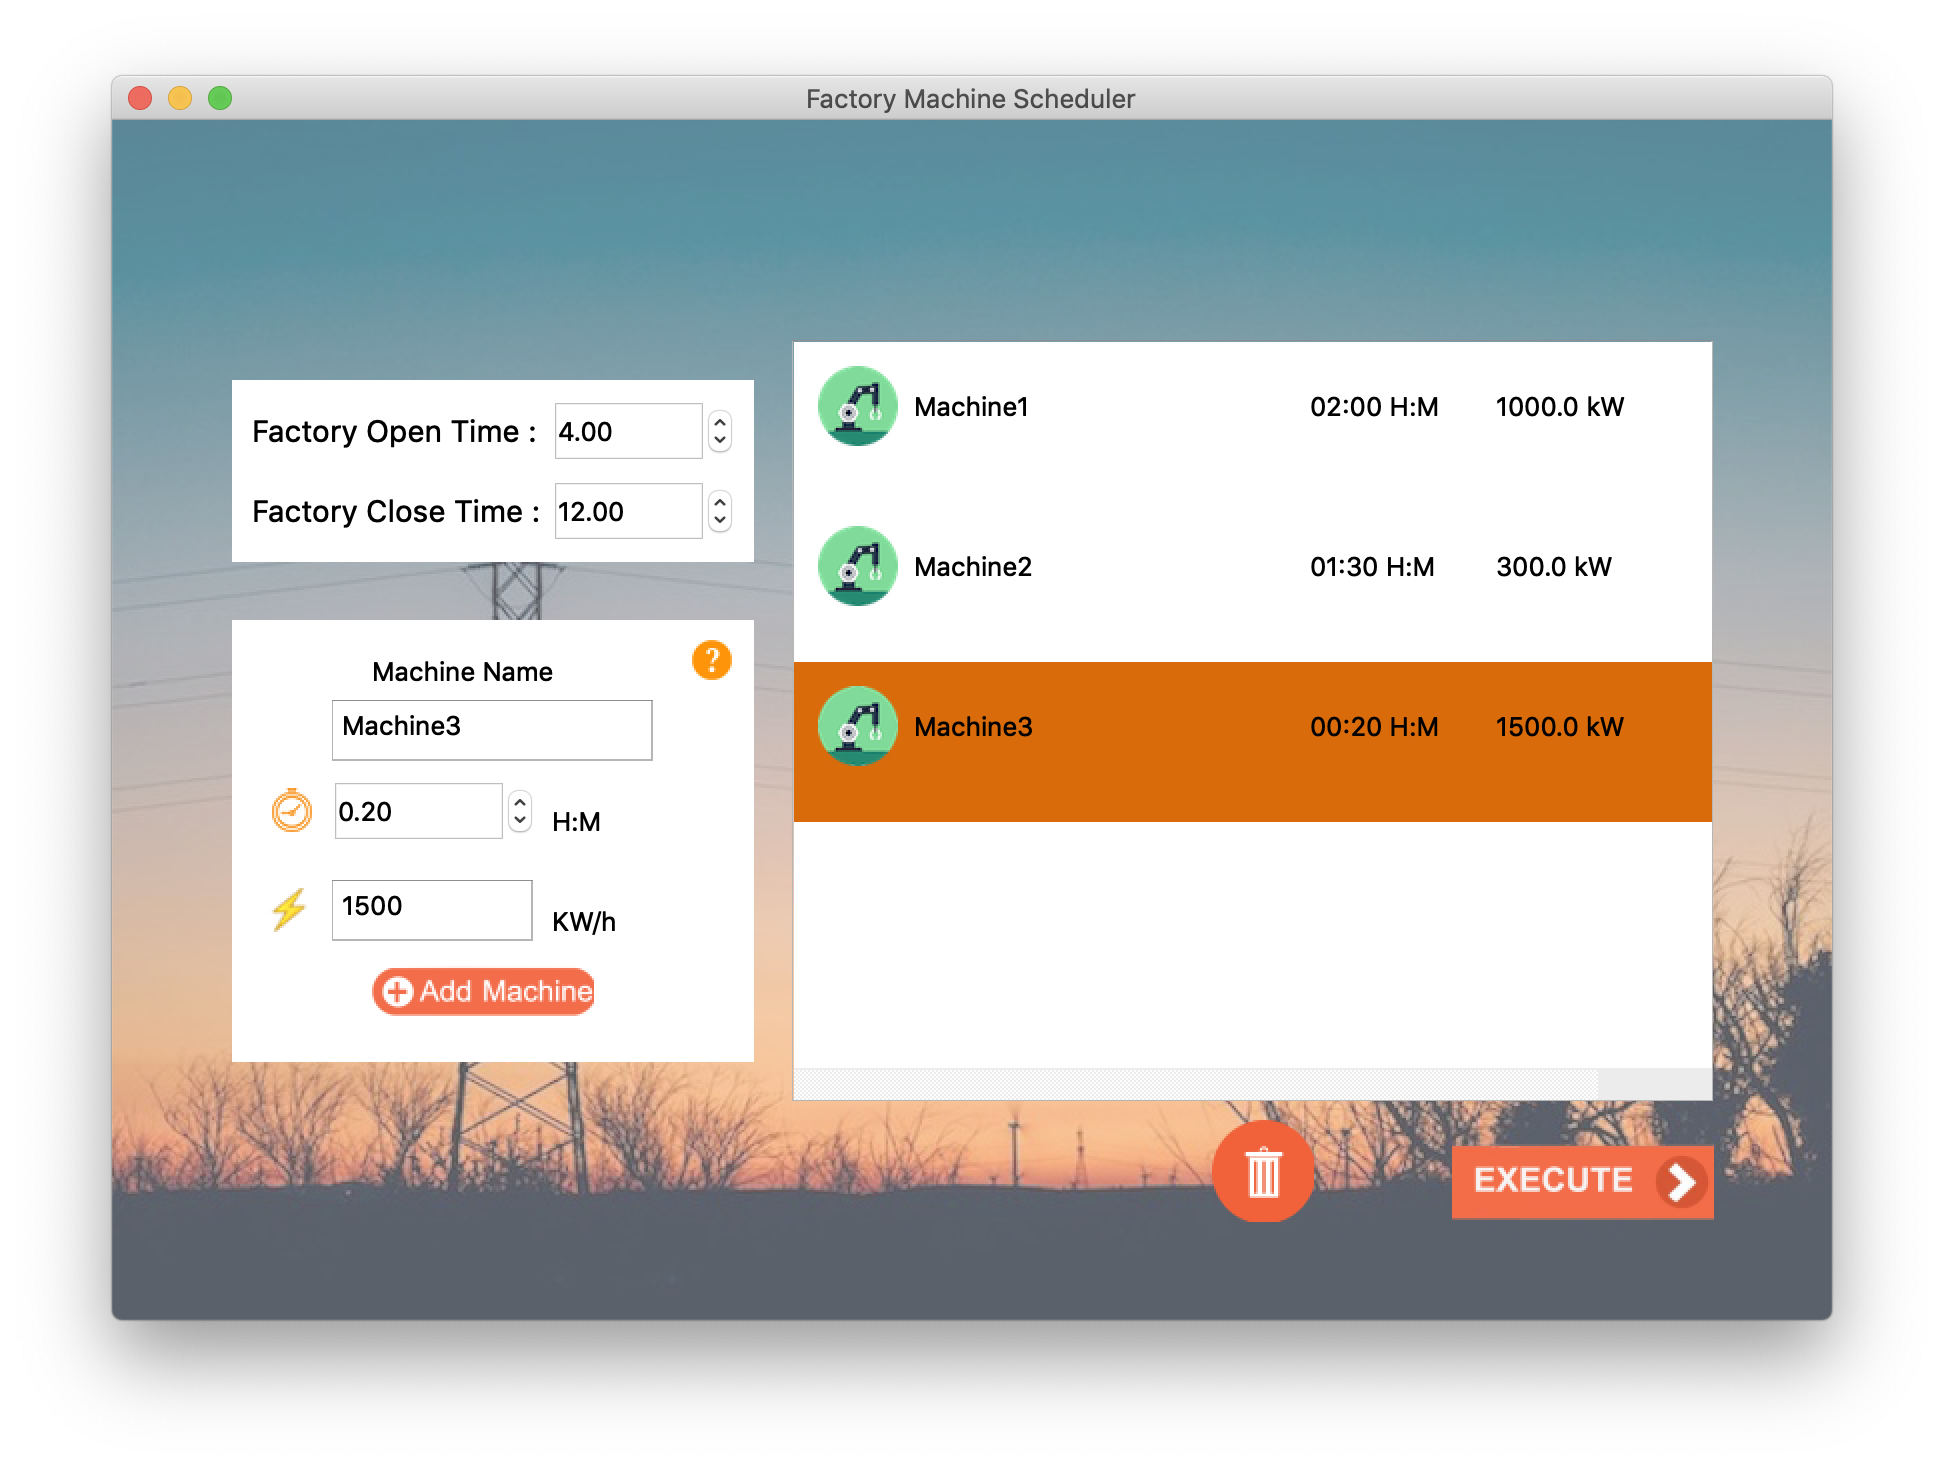 Factory Machine Scheduler
Factory Open Time : 4.00
Factory Close Time : 12.00
?
Machine Name
Machine3
0.20 H:M
1500 KW/h
Add Machine
Machine1 02:00 H:M 1000.0 kW
Machine2 01:30 H:M 300.0 kW
Machine3 00:20 H:M 1500.0 kW
EXECUTE